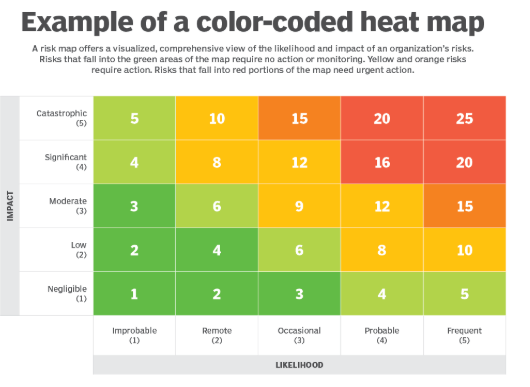 Example of a color-coded heat map
A risk map offers a visualized, comprehensive view of the likelihood and impact of an organization's risks.
Risks that fall into the green areas of the map require no action or monitoring. Yellow and orange risks
require action. Risks that fall into red portions of the map need urgent action.
IMPACT
Catastrophic
(5)
5 10 15 20 25
Significant
(4)
4 8 12 16 20
Moderate
(3)
3 6 9 12 15
Low
(2)
2 4 6 8 10
Negligible
(1)
1 2 3 4 5
Improbable Remote Occasional Probable Frequent
(1) (2) (3) (4) (5)
LIKELIHOOD